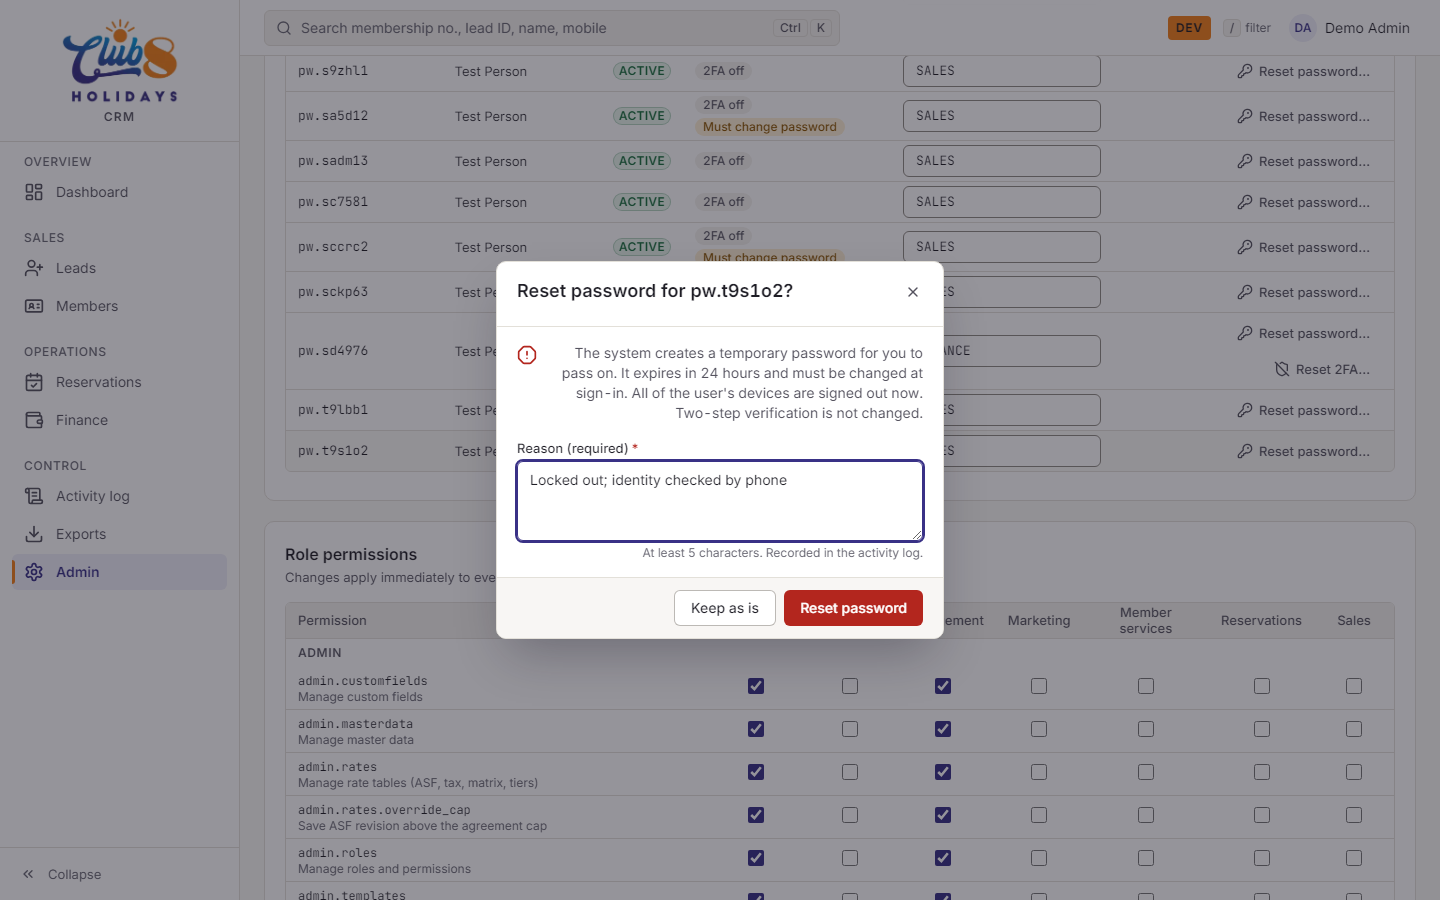 Club8
HOLIDAYS
CRM
Search membership no., lead ID, name, mobile
Ctrl K
DEV
/ filter
DA Demo Admin
OVERVIEW
Dashboard
SALES
Leads
Members
OPERATIONS
Reservations
Finance
CONTROL
Activity log
Exports
Admin
Collapse
pw.s9zhl1 Test Person ACTIVE 2FA off SALES Reset password...
pw.sa5d12 Test Person ACTIVE 2FA off Must change password SALES Reset password...
pw.sadm13 Test Person ACTIVE 2FA off SALES Reset password...
pw.sc7581 Test Person ACTIVE 2FA off SALES Reset password...
pw.sccrc2 Test Person ACTIVE 2FA off Must change password SALES Reset password...
pw.sckp63 Reset password...
pw.sd4976 Reset password...
Reset 2FA...
pw.t9lbb1 Reset password...
pw.t9s1o2 Reset password...
Reset password for pw.t9s1o2?
The system creates a temporary password for you to
pass on. It expires in 24 hours and must be changed at
sign-in. All of the user's devices are signed out now.
Two-step verification is not changed.
Reason (required) *
Locked out; identity checked by phone
At least 5 characters. Recorded in the activity log.
Keep as is
Reset password
Role permissions
Changes apply immediately to
Permission Marketing Member services Reservations Sales
ADMIN
admin.customfields
Manage custom fields
admin.masterdata
Manage master data
admin.rates
Manage rate tables (ASF, tax, matrix, tiers)
admin.rates.override_cap
Save ASF revision above the agreement cap
admin.roles
Manage roles and permissions
admin.templates